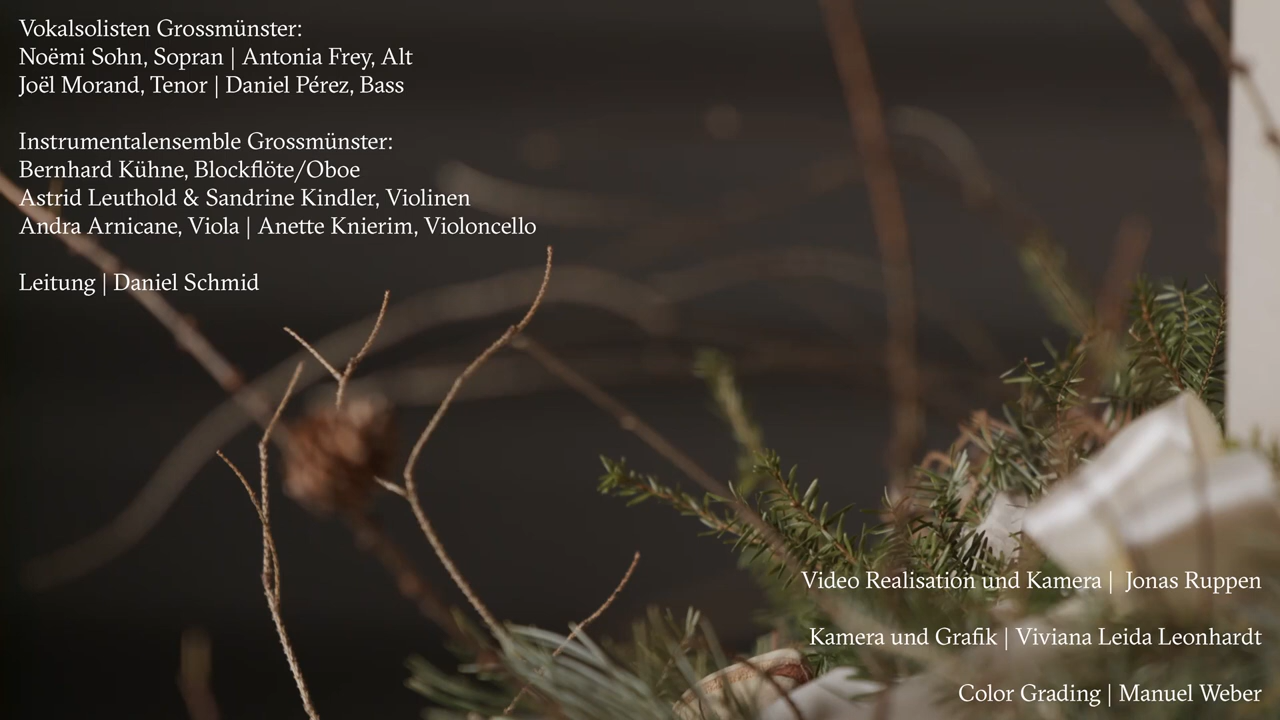 Vokalsolisten Grossmünster:
Noëmi Sohn, Sopran | Antonia Frey, Alt
Joël Morand, Tenor | Daniel Pérez, Bass
Instrumentalensemble Grossmünster:
Bernhard Kühne, Blockflöte/Oboe
Astrid Leuthold & Sandrine Kindler, Violinen
Andra Arnicane, Viola | Anette Knierim, Violoncello
Leitung | Daniel Schmid
Video Realisation und Kamera | Jonas Ruppen
Kamera und Grafik | Viviana Leida Leonhardt
Color Grading | Manuel Weber